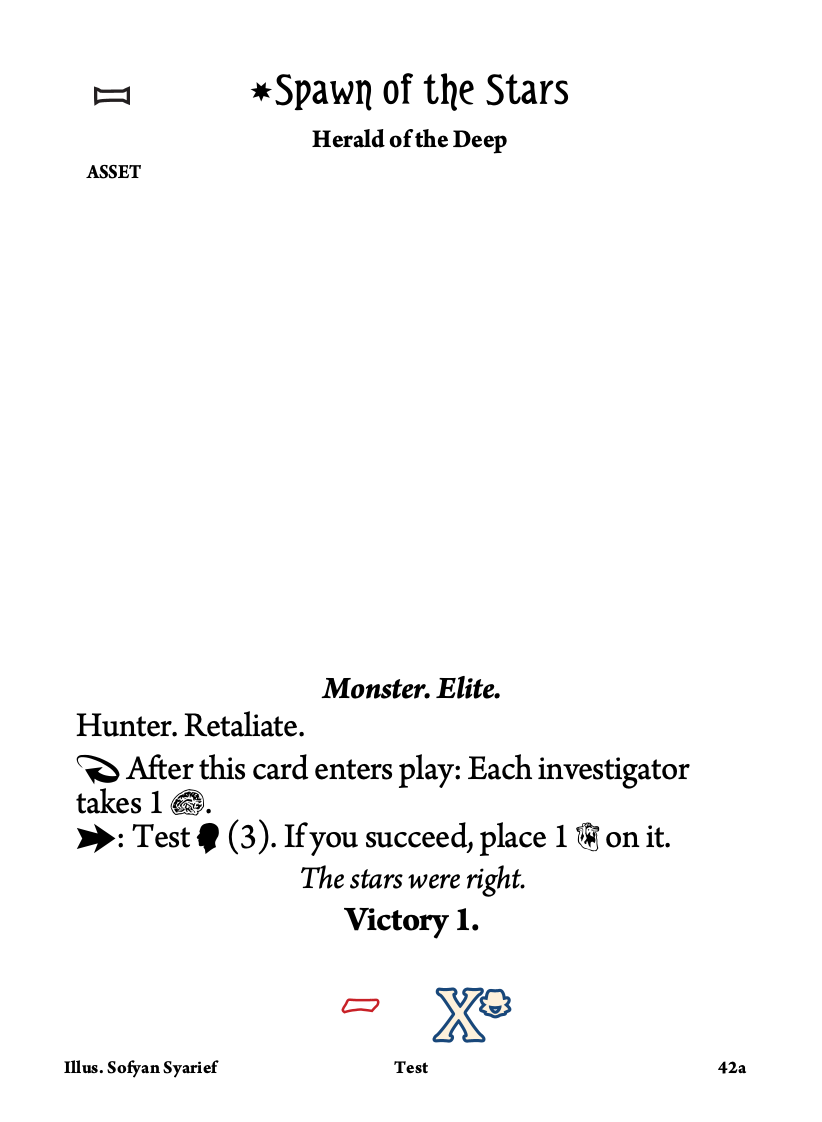 Spawn of the Stars
Herald of the Deep
ASSET
Monster. Elite.
Hunter. Retaliate.
After this card enters play: Each investigator
takes 1 .
: Test (3). If you succeed, place 1 on it.
The stars were right.
Victory 1.
– X
Illus. Sofyan Syarief Test 42a